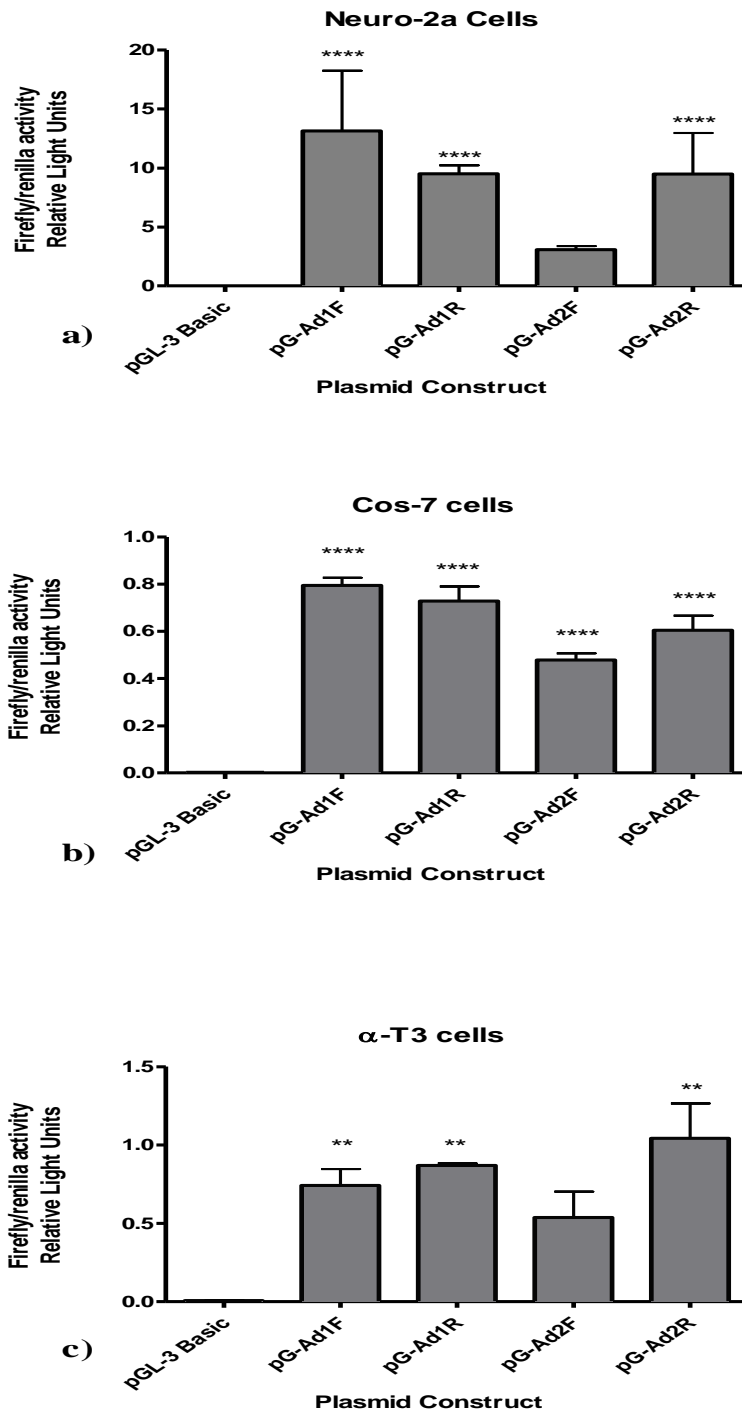 Neuro-2a Cells
Firefly/renilla activity
Relative Light Units
20
15
10
5
0
****
****
****
pGL-3 Basic
pG-Ad1F
pG-Ad1R
pG-Ad2F
pG-Ad2R
a)
Plasmid Construct
Cos-7 cells
Firefly/renilla activity
Relative Light Units
1.0
0.8
0.6
0.4
0.2
0.0
****
****
****
****
pGL-3 Basic
pG-Ad1F
pG-Ad1R
pG-Ad2F
pG-Ad2R
b)
Plasmid Construct
α-T3 cells
Firefly/renilla activity
Relative Light Units
1.5
1.0
0.5
0.0
**
**
**
pGL-3 Basic
pG-Ad1F
pG-Ad1R
pG-Ad2F
pG-Ad2R
c)
Plasmid Construct